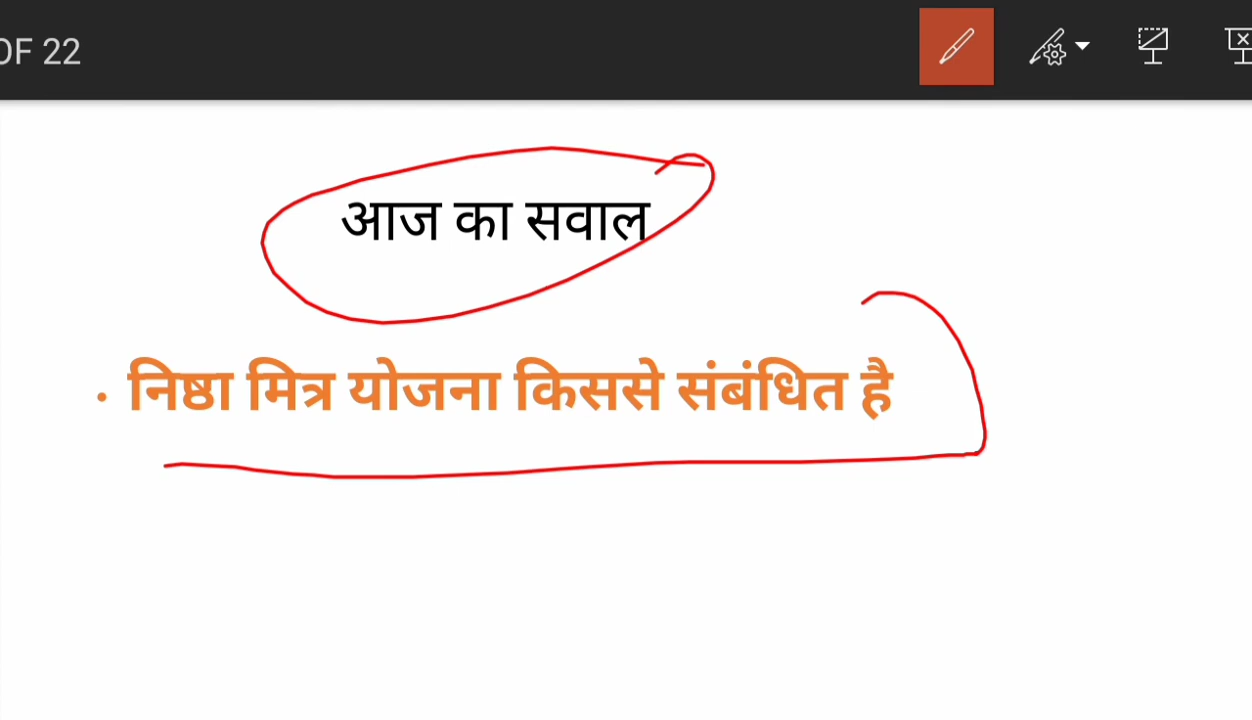 OF 22
आज का सवाल
• निष्ठा मित्र योजना किससे संबंधित है